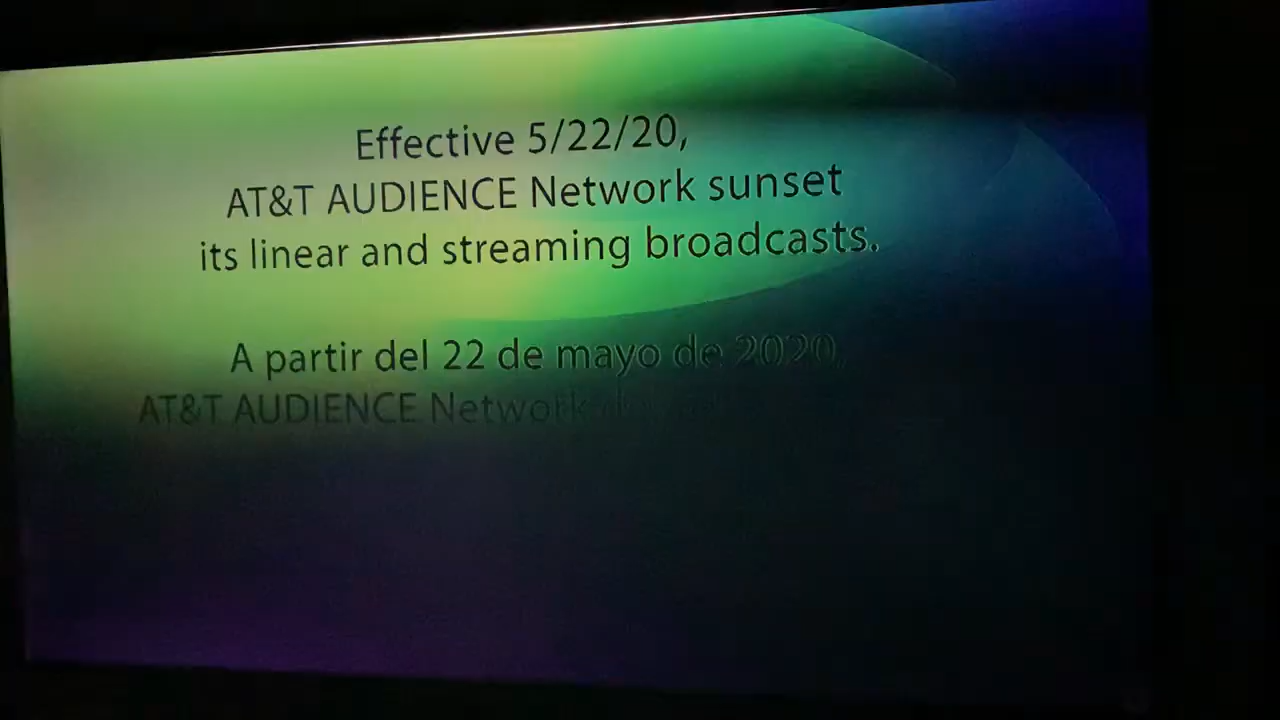 Effective 5/22/20,
AT&T AUDIENCE Network sunset
its linear and streaming broadcasts.
A partir del 22 de mayo de 2020,
AT&T AUDIENCE Network